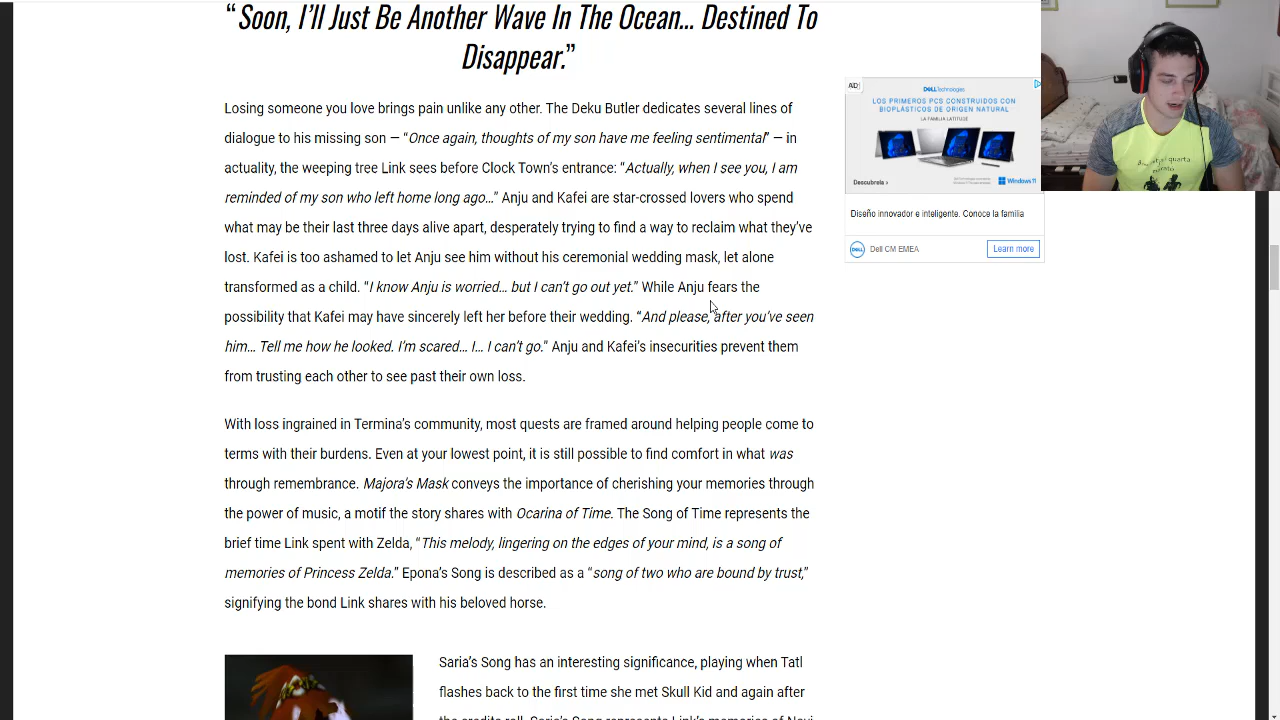 “Soon, I’ll Just Be Another Wave In The Ocean… Destined To
Disappear.”
Losing someone you love brings pain unlike any other. The Deku Butler dedicates several lines of
dialogue to his missing son — “Once again, thoughts of my son have me feeling sentimental” — in
actuality, the weeping tree Link sees before Clock Town’s entrance: “Actually, when I see you, I am
reminded of my son who left home long ago…” Anju and Kafei are star-crossed lovers who spend
what may be their last three days alive apart, desperately trying to find a way to reclaim what they’ve
lost. Kafei is too ashamed to let Anju see him without his ceremonial wedding mask, let alone
transformed as a child. “I know Anju is worried… but I can’t go out yet.” While Anju fears the
possibility that Kafei may have sincerely left her before their wedding. “And please, after you’ve seen
him… Tell me how he looked. I’m scared… I… I can’t go.” Anju and Kafei’s insecurities prevent them
from trusting each other to see past their own loss.
With loss ingrained in Termina’s community, most quests are framed around helping people come to
terms with their burdens. Even at your lowest point, it is still possible to find comfort in what was
through remembrance. Majora’s Mask conveys the importance of cherishing your memories through
the power of music, a motif the story shares with Ocarina of Time. The Song of Time represents the
brief time Link spent with Zelda, “This melody, lingering on the edges of your mind, is a song of
memories of Princess Zelda.” Epona’s Song is described as a “song of two who are bound by trust,”
signifying the bond Link shares with his beloved horse.
Saria’s Song has an interesting significance, playing when Tatl
flashes back to the first time she met Skull Kid and again after
the credits roll. Saria’s Song represents Link’s memories of Navi
DELL Technologies
LOS PRIMEROS PCS CONSTRUIDOS CON
BIOPLÁSTICOS DE ORIGEN NATURAL
LA FAMILIA LATITUDE
Descubrela >
Windows 11
Diseño innovador e inteligente. Conoce la familia
DELL
Dell CM EMEA
Learn more
quarta